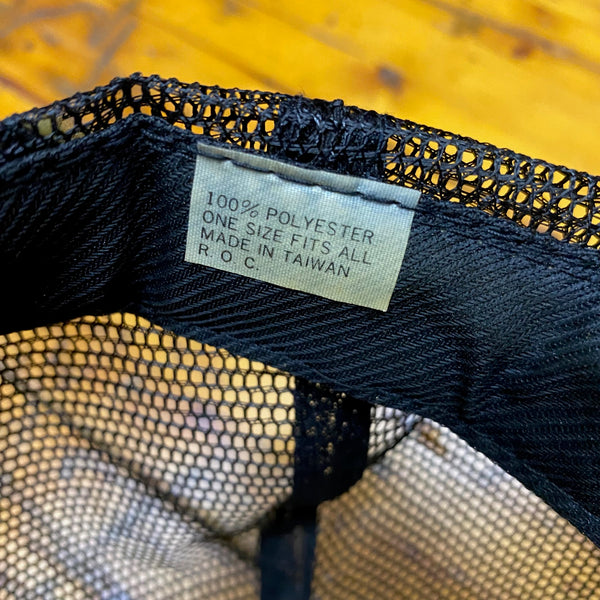 100% POLYESTER
ONE SIZE FITS ALL
MADE IN TAIWAN
R. O. C.